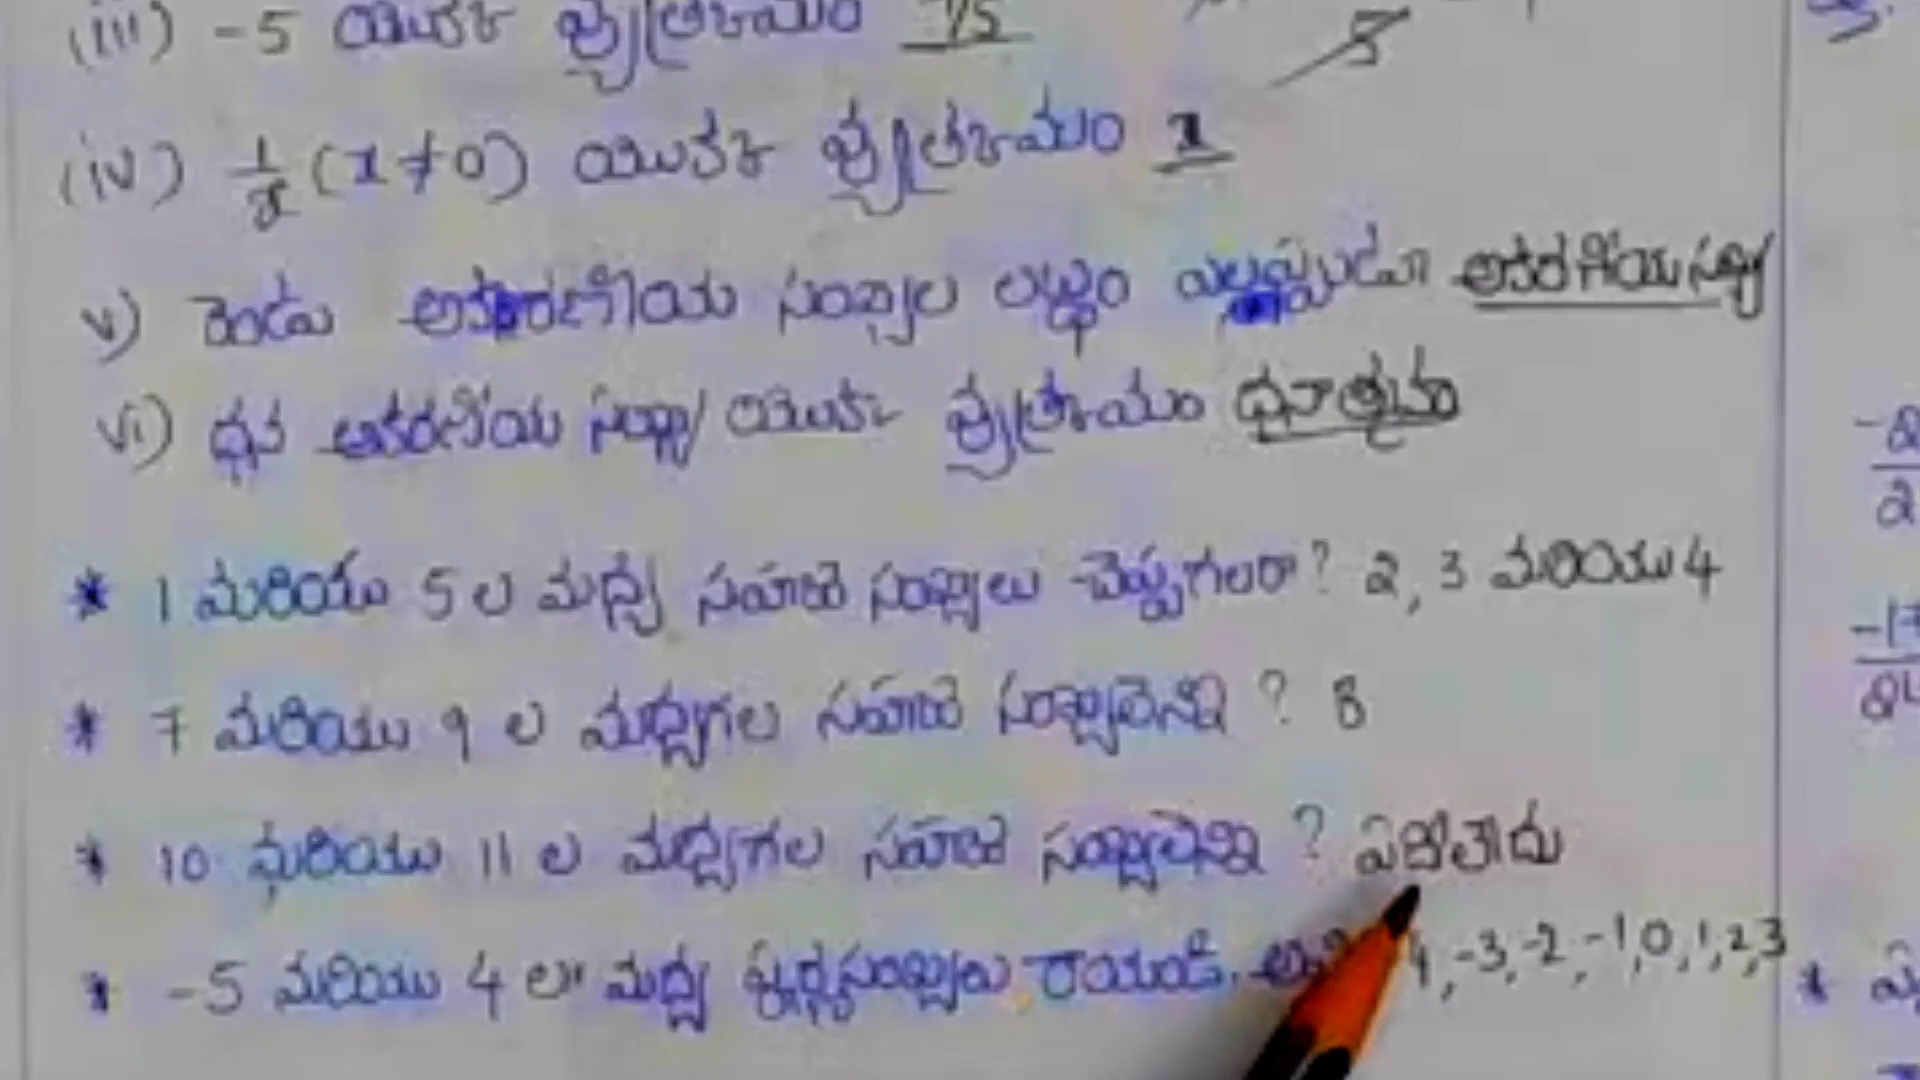 (iii) -5 యొక్క వ్యుత్క్రమం 1/5
(iv) 1/x (x≠0) యొక్క వ్యుత్క్రమం x
v) రెండు అకరణీయ సంఖ్యల లబ్ధం ఎల్లప్పుడూ అకరణీయ సంఖ్య
vi) ధన అకరణీయ సంఖ్య యొక్క వ్యుత్క్రమం ధనాత్మకం
* 1 మరియు 5 ల మధ్య సహజ సంఖ్యలు చెప్పగలరా? 2, 3 మరియు 4
* 7 మరియు 9 ల మధ్యగల సహజ సంఖ్యలెన్ని? 8
* 10 మరియు 11 ల మధ్యగల సహజ సంఖ్యలెన్ని? ఏదీలేదు
* -5 మరియు 4 ల మధ్య పూర్ణసంఖ్యలు రాయండి. 4, -3, -2, -1, 0, 1, 2, 3